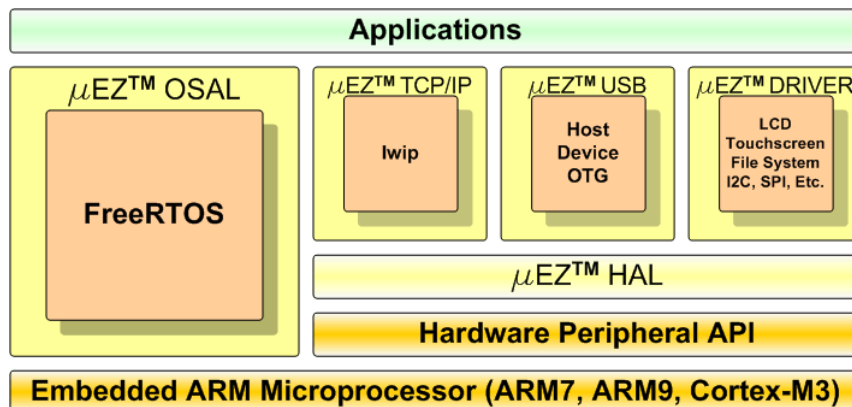 Applications
μEZ™ OSAL
FreeRTOS
μEZ™ TCP/IP
lwip
μEZ™ USB
Host
Device
OTG
μEZ™ DRIVER
LCD
Touchscreen
File System
I2C, SPI, Etc.
μEZ™ HAL
Hardware Peripheral API
Embedded ARM Microprocessor (ARM7, ARM9, Cortex-M3)